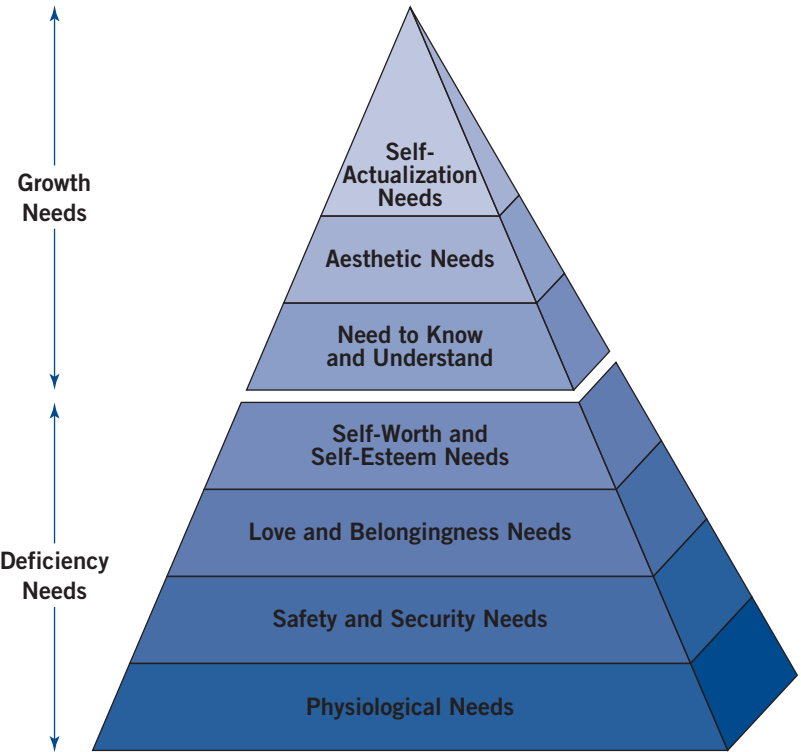 Growth
Needs
Self-
Actualization
Needs
Aesthetic Needs
Need to Know
and Understand
Deficiency
Needs
Self-Worth and
Self-Esteem Needs
Love and Belongingness Needs
Safety and Security Needs
Physiological Needs